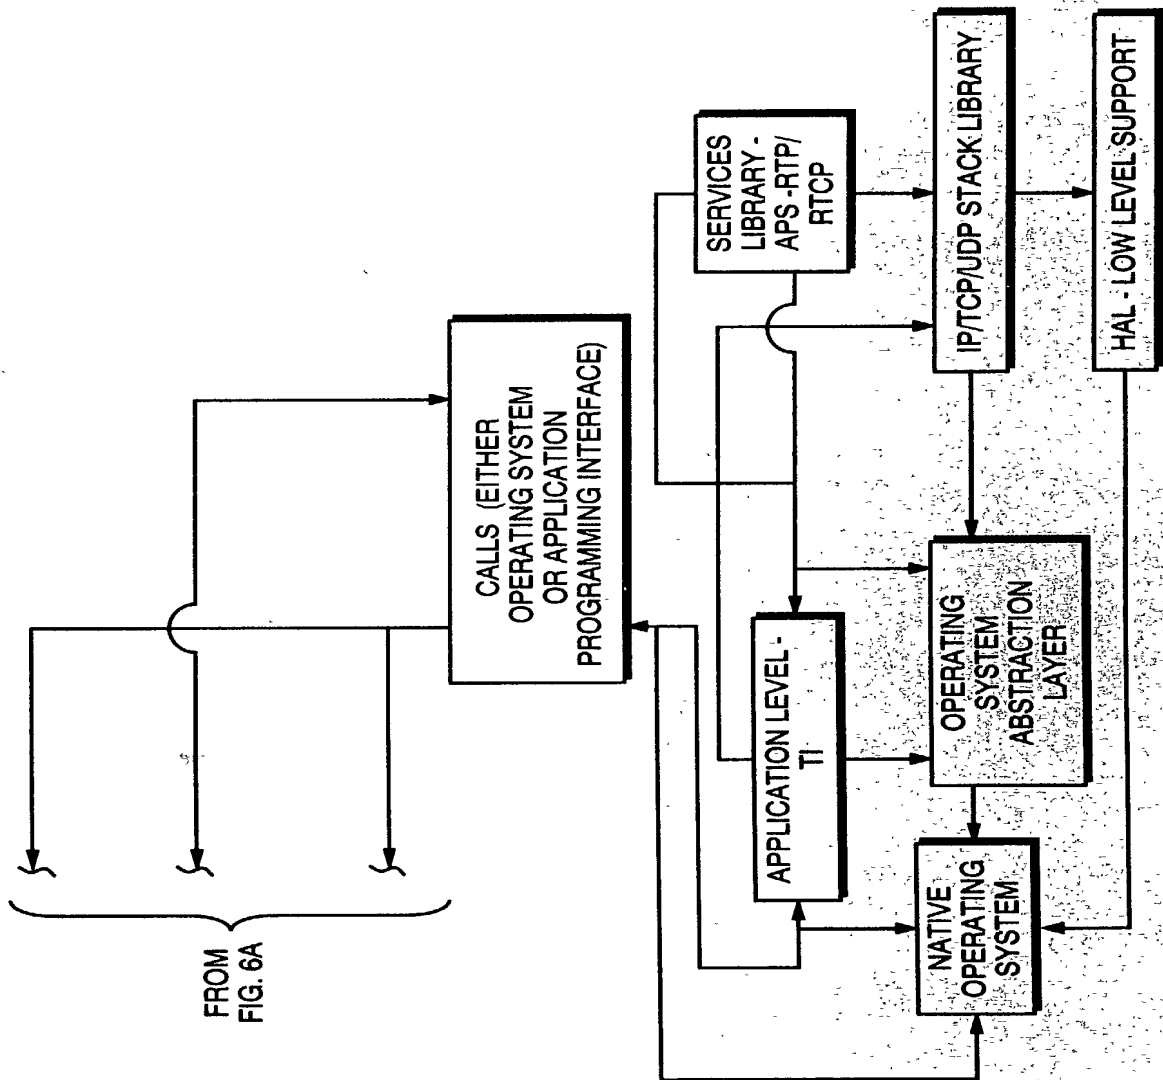 FROM
FIG. 6A
CALLS (EITHER
OPERATING SYSTEM
OR APPLICATION
PROGRAMMING INTERFACE)
SERVICES
LIBRARY -
APS -RTP/
RTCP
APPLICATION LEVEL -
TI
IP/TCP/UDP STACK LIBRARY
OPERATING
SYSTEM
ABSTRACTION
LAYER
NATIVE
OPERATING
SYSTEM
HAL - LOW LEVEL SUPPORT